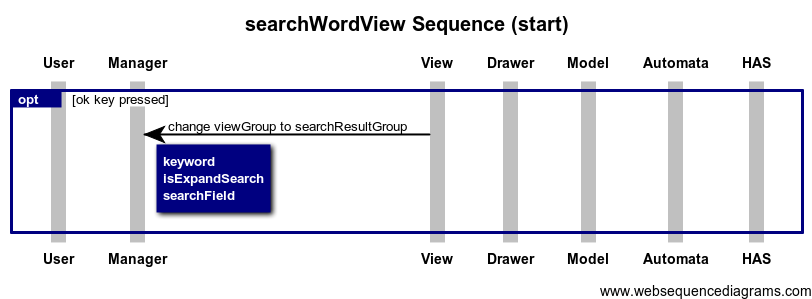 searchWordView Sequence (start)
User Manager View Drawer Model Automata HAS
opt [ok key pressed]
change viewGroup to searchResultGroup
keyword
isExpandSearch
searchField
User Manager View Drawer Model Automata HAS
www.websequencediagrams.com